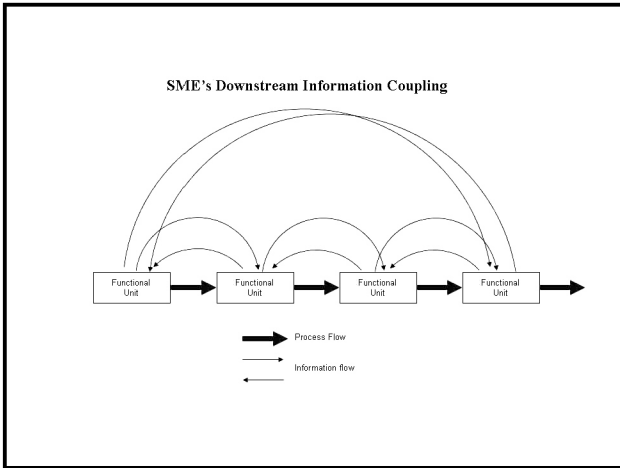 SME's Downstream Information Coupling
Functional
Unit
Functional
Unit
Functional
Unit
Functional
Unit
Process Flow
Information flow